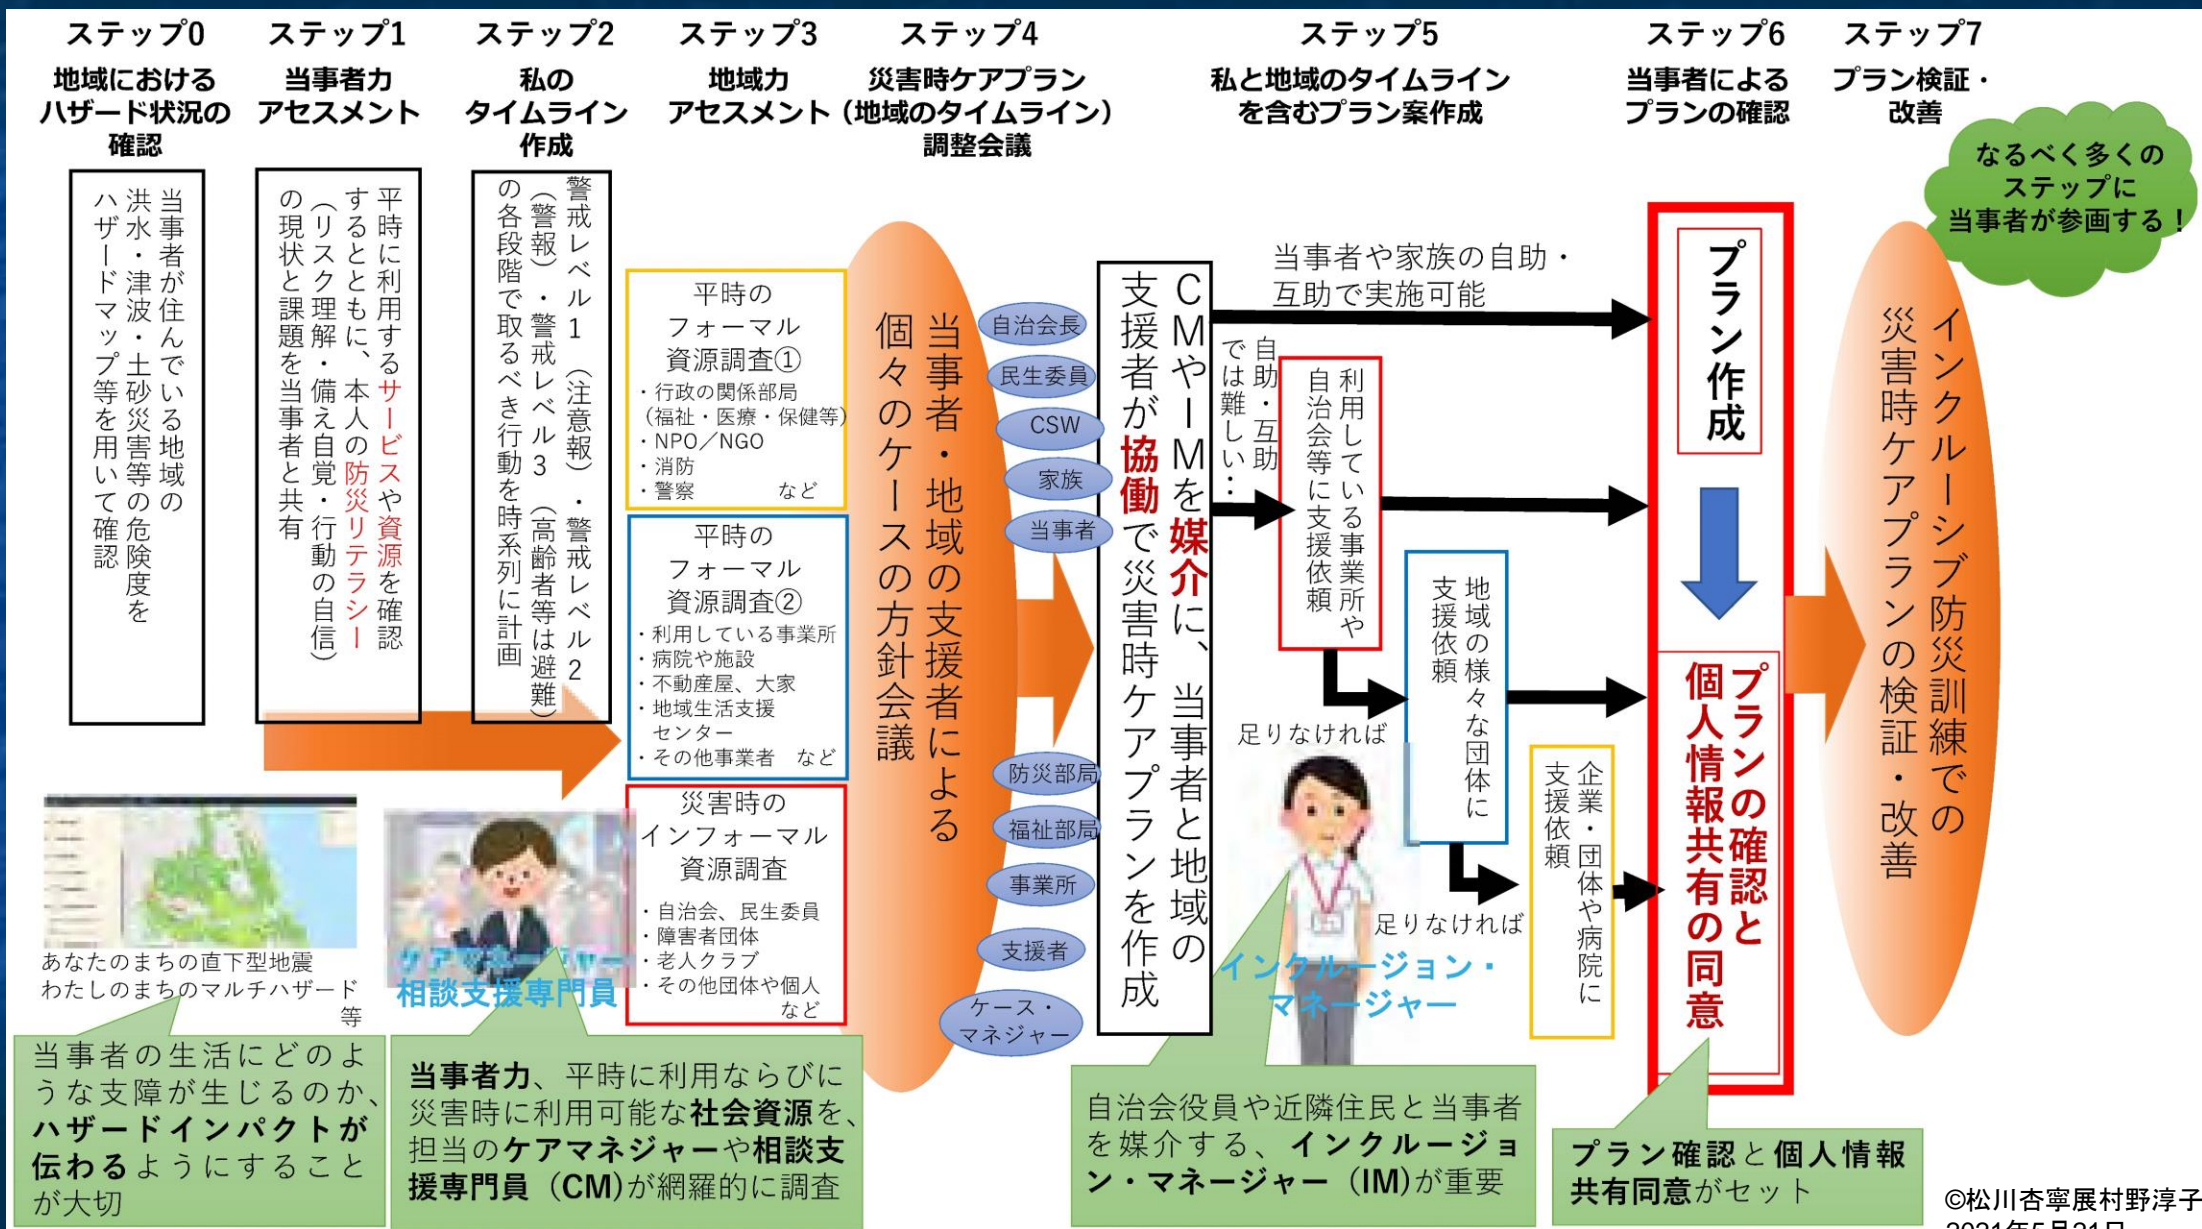 ステップ0
地域における
ハザード状況の
確認
ステップ1
当事者力
アセスメント
ステップ2
私の
タイムライン
作成
ステップ3
地域力
アセスメント
ステップ4
災害時ケアプラン
(地域のタイムライン)
調整会議
ステップ5
私と地域のタイムライン
を含むプラン案作成
ステップ6
当事者による
プランの確認
ステップ7
プラン検証・
改善
なるべく多くの
ステップに
当事者が参画する!
当事者が住んでいる地域の
洪水・津波・土砂災害等の危険度を
ハザードマップ等を用いて確認
平時に利用するサービスや資源を確認
するとともに、本人の防災リテラシー
(リスク理解・備え自覚・行動の自信)
の現状と課題を当事者と共有
警戒レベル1(注意報)・警戒レベル2
(警報)・警戒レベル3(高齢者等は避難)
の各段階で取るべき行動を時系列に計画
平時の
フォーマル
資源調査①
・行政の関係部局
(福祉・医療・保健等)
・NPO/NGO
・消防
・警察 など
平時の
フォーマル
資源調査②
・利用している事業所
・病院や施設
・不動産屋、大家
・地域生活支援
センター
・その他事業者 など
災害時の
インフォーマル
資源調査
・自治会、民生委員
・障害者団体
・老人クラブ
・その他団体や個人
など
当事者・地域の支援者による
個々のケースの方針会議
自治会長
民生委員
CSW
家族
当事者
防災部局
福祉部局
事業所
支援者
ケース・
マネジャー
CMやIMを媒介に、当事者と地域の
支援者が協働で災害時ケアプランを作成
当事者や家族の自助・
互助で実施可能
自助・互助
では難しい…
利用している事業所や
自治会等に支援依頼
足りなければ
地域の様々な団体に
支援依頼
足りなければ
企業・団体や病院に
支援依頼
プラン作成
プランの確認と
個人情報共有の同意
インクルーシブ防災訓練での
災害時ケアプランの検証・改善
あなたのまちの直下型地震
わたしのまちのマルチハザード
等
ケアマネージャー
相談支援専門員
インクルージョン・
マネージャー
当事者の生活にどのよ
うな支障が生じるのか、
ハザードインパクトが
伝わるようにすること
が大切
当事者力、平時に利用ならびに
災害時に利用可能な社会資源を、
担当のケアマネジャーや相談支
援専門員(CM)が網羅的に調査
自治会役員や近隣住民と当事者
を媒介する、インクルージョ
ン・マネージャー(IM)が重要
プラン確認と個人情報
共有同意がセット
©松川杏寧展村野淳子
2021年5月21日